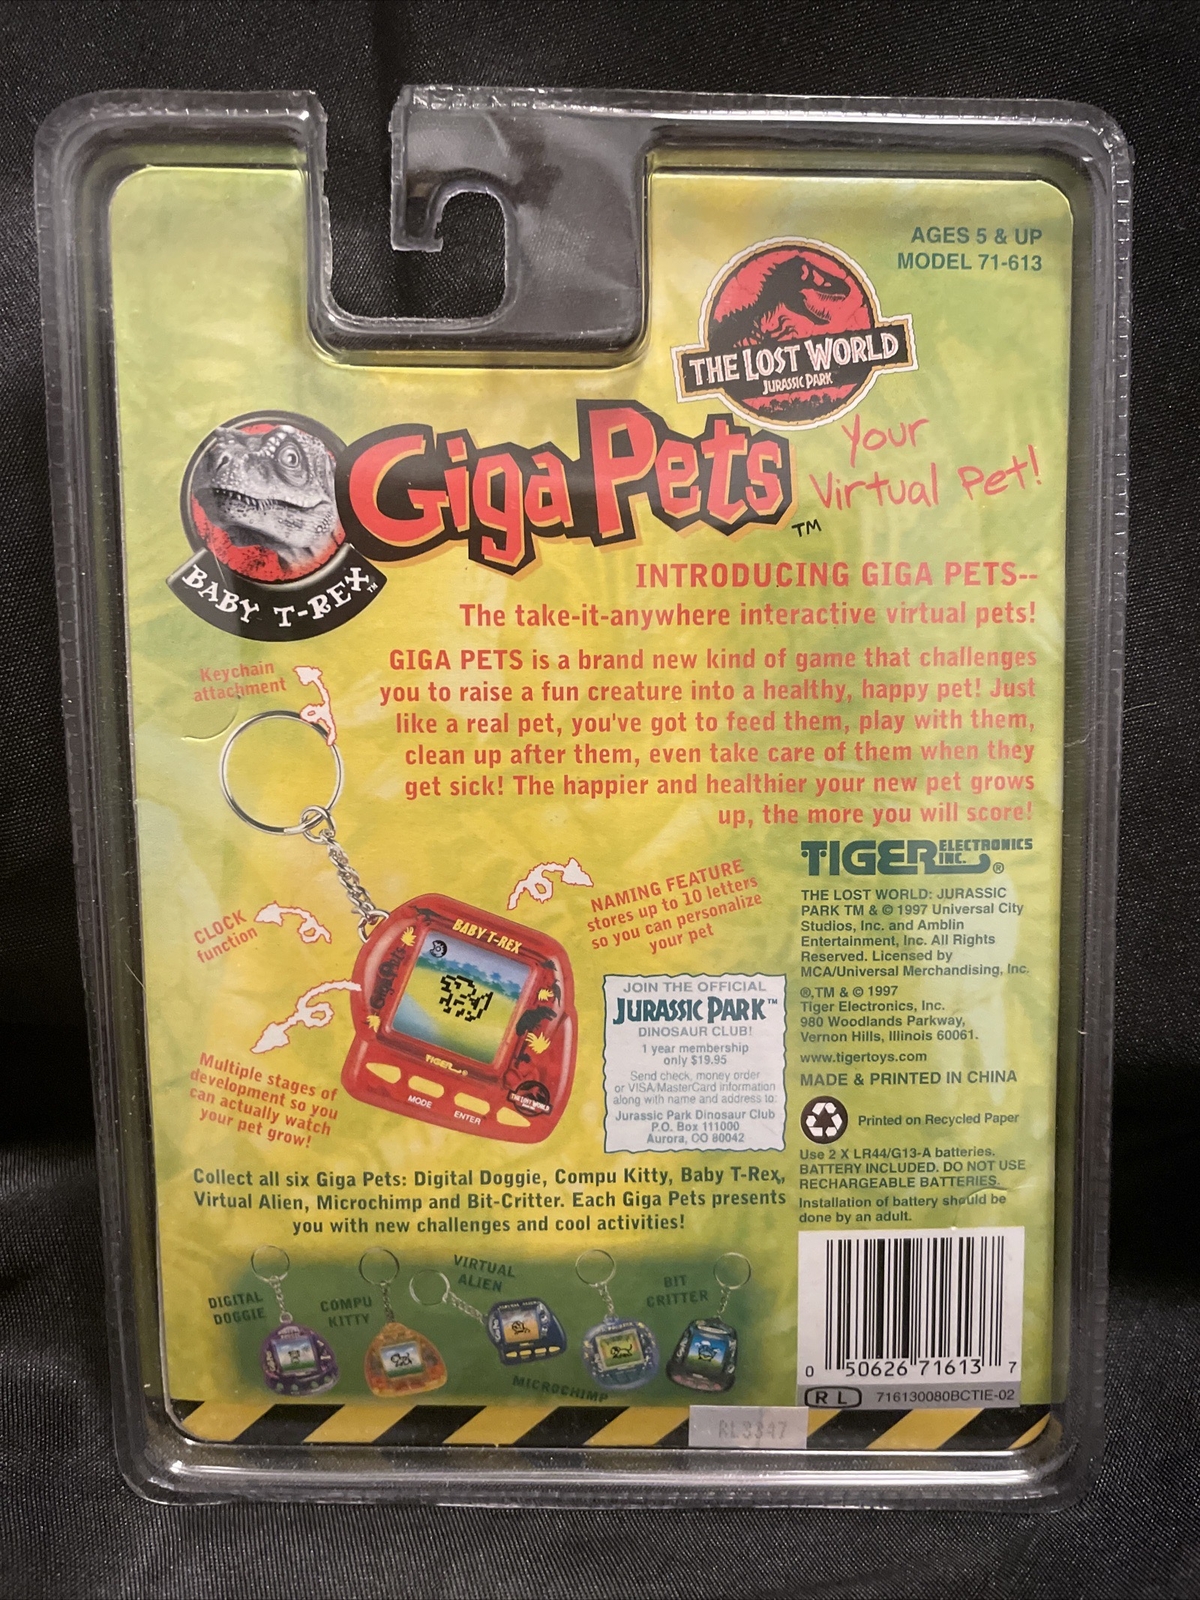 AGES 5 & UP
MODEL 71-613
THE LOST WORLD
JURASSIC PARK
Giga Pets
TM
Your
Virtual Pet!
BABY T-REX
TM
INTRODUCING GIGA PETS--
The take-it-anywhere interactive virtual pets!
GIGA PETS is a brand new kind of game that challenges
you to raise a fun creature into a healthy, happy pet! Just
like a real pet, you've got to feed them, play with them,
clean up after them, even take care of them when they
get sick! The happier and healthier your new pet grows
up, the more you will score!
Keychain
attachment
CLOCK
function
NAMING FEATURE
stores up to 10 letters
so you can personalize
your pet
Multiple stages of
development so you
can actually watch
your pet grow!
BABY T-REX
Giga Pets
TIGER®
MODE
ENTER
THE LOST WORLD
JOIN THE OFFICIAL
JURASSIC PARK™
DINOSAUR CLUB!
1 year membership
only $19.95
Send check, money order
or VISA/MasterCard information
along with name and address to:
Jurassic Park Dinosaur Club
P.O. Box 111000
Aurora, CO 80042
TIGER ELECTRONICS
INC. ®
THE LOST WORLD: JURASSIC
PARK TM & © 1997 Universal City
Studios, Inc. and Amblin
Entertainment, Inc. All Rights
Reserved. Licensed by
MCA/Universal Merchandising, Inc.
®,TM & © 1997
Tiger Electronics, Inc.
980 Woodlands Parkway,
Vernon Hills, Illinois 60061.
www.tigertoys.com
MADE & PRINTED IN CHINA
Printed on Recycled Paper
Use 2 X LR44/G13-A batteries.
BATTERY INCLUDED. DO NOT USE
RECHARGEABLE BATTERIES.
Installation of battery should be
done by an adult.
Collect all six Giga Pets: Digital Doggie, Compu Kitty, Baby T-Rex,
Virtual Alien, Microchimp and Bit-Critter. Each Giga Pets presents
you with new challenges and cool activities!
DIGITAL
DOGGIE
COMPU
KITTY
VIRTUAL
ALIEN
MICROCHIMP
BIT
CRITTER
0 50626 71613 7
RL 716130080BCTIE-02
RL3347